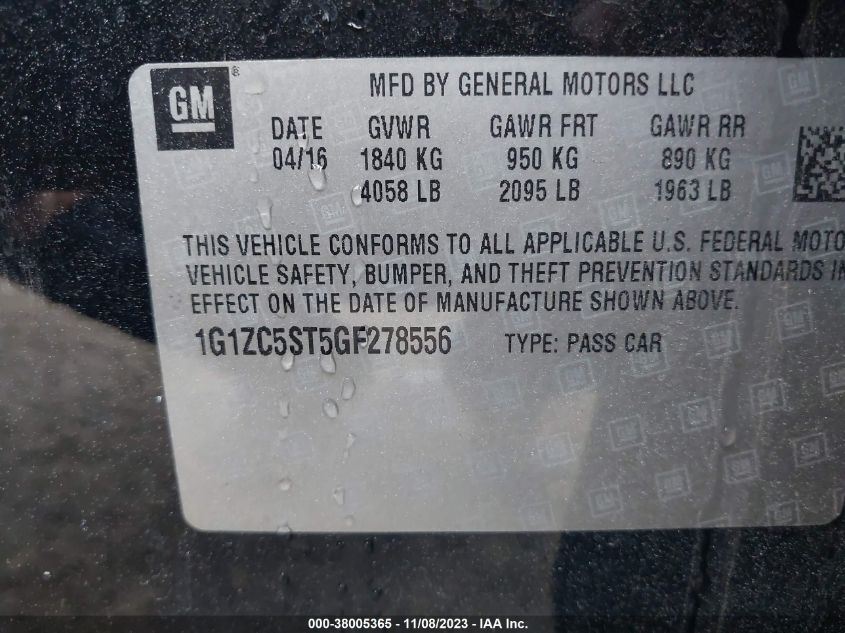 GM ®
MFD BY GENERAL MOTORS LLC
DATE GVWR GAWR FRT GAWR RR
04/16 1840 KG 950 KG 890 KG
4058 LB 2095 LB 1963 LB
THIS VEHICLE CONFORMS TO ALL APPLICABLE U.S. FEDERAL MOTO
VEHICLE SAFETY, BUMPER, AND THEFT PREVENTION STANDARDS IN
EFFECT ON THE DATE OF MANUFACTURE SHOWN ABOVE.
1G1ZC5ST5GF278556 TYPE: PASS CAR
000-38005365 - 11/08/2023 - IAA Inc.